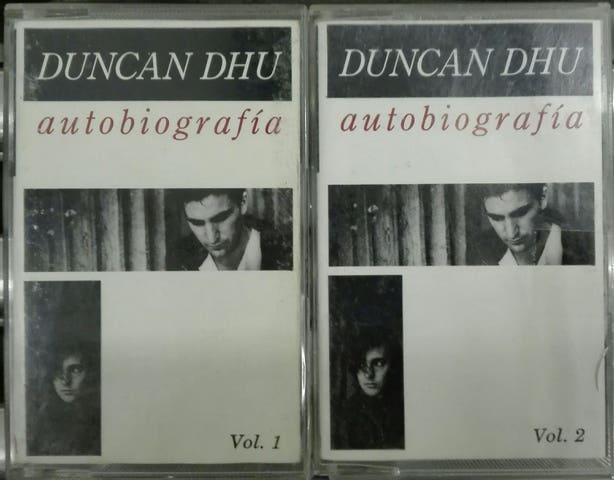 DUNCAN DHU
autobiografía
Vol. 1
DUNCAN DHU
autobiografía
Vol. 2